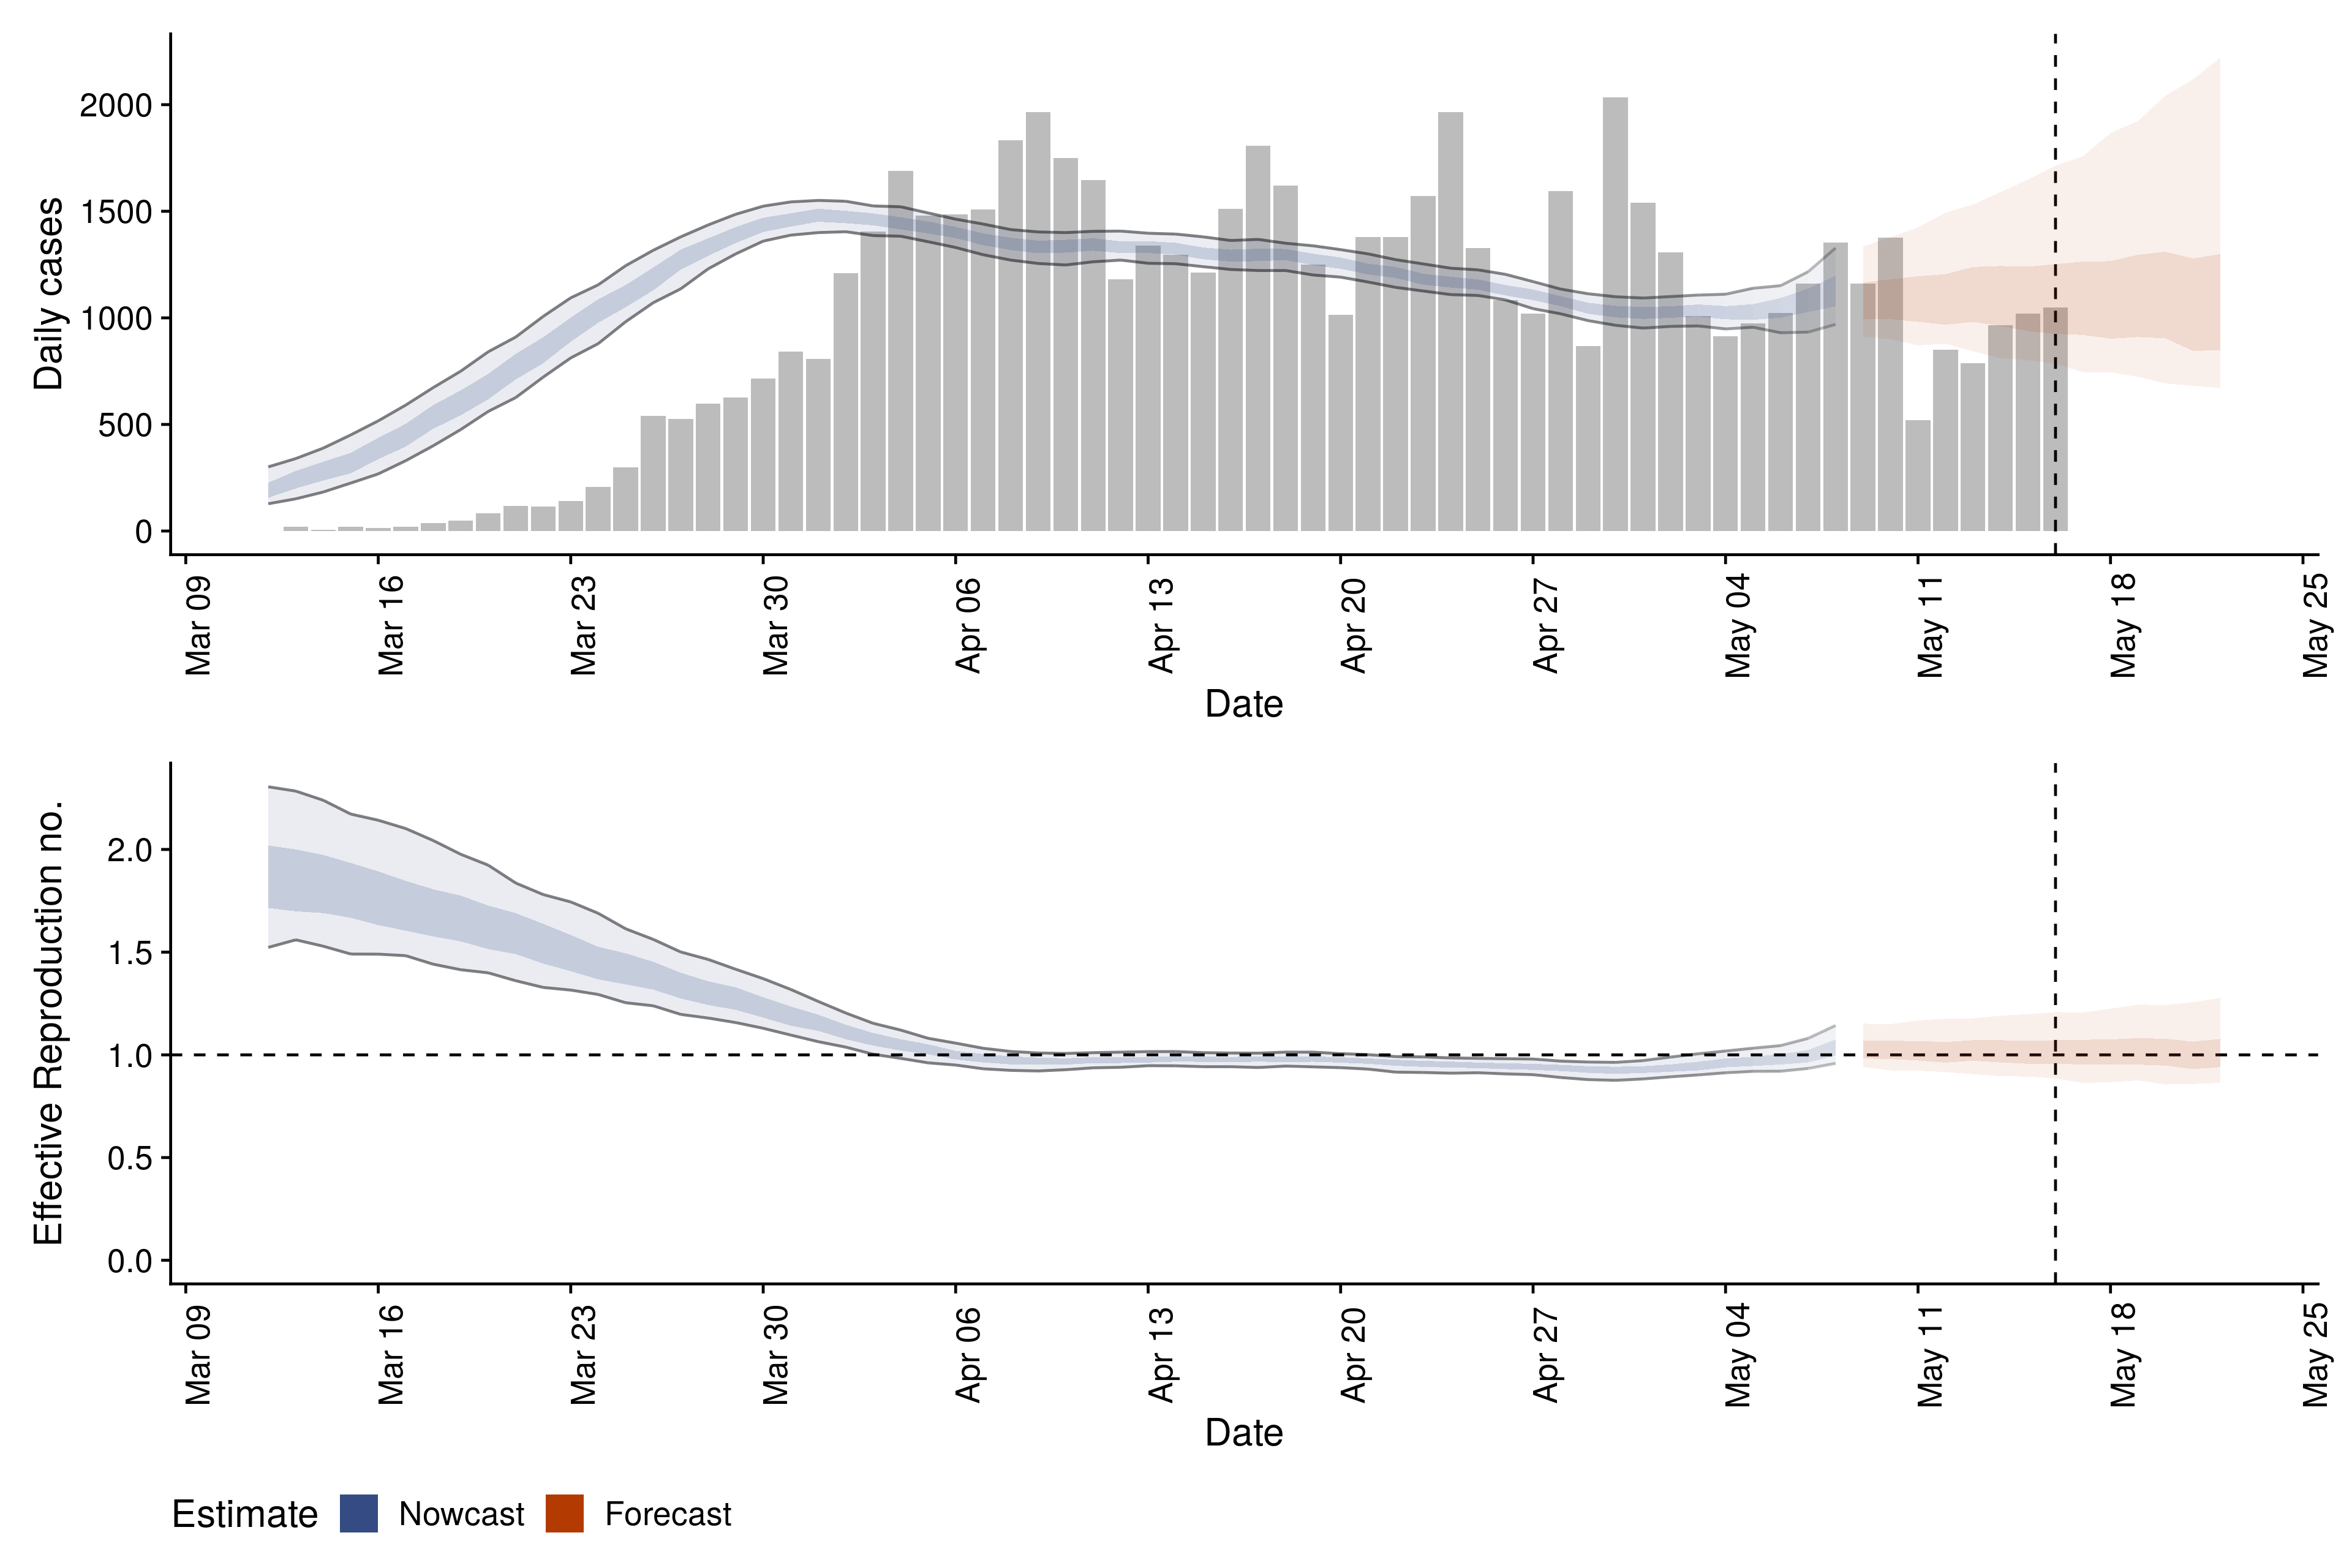 Daily cases
2000
1500
1000
500
0
Mar 09
Mar 16
Mar 23
Mar 30
Apr 06
Apr 13
Apr 20
Apr 27
May 04
May 11
May 18
May 25
Date
Effective Reproduction no.
2.0
1.5
1.0
0.5
0.0
Mar 09
Mar 16
Mar 23
Mar 30
Apr 06
Apr 13
Apr 20
Apr 27
May 04
May 11
May 18
May 25
Date
Estimate Nowcast Forecast